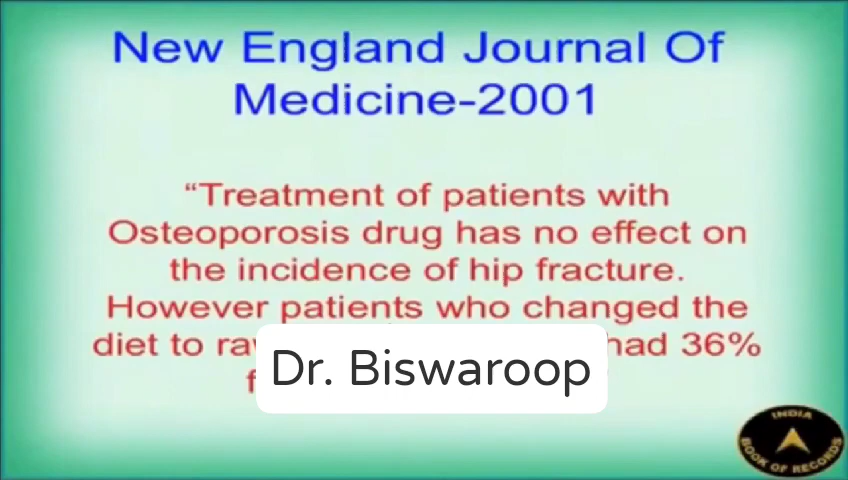 New England Journal Of
Medicine-2001
“Treatment of patients with
Osteoporosis drug has no effect on
the incidence of hip fracture.
However patients who changed the
diet to had 36%
Dr. Biswaroop
INDIA
BOOK OF RECORDS